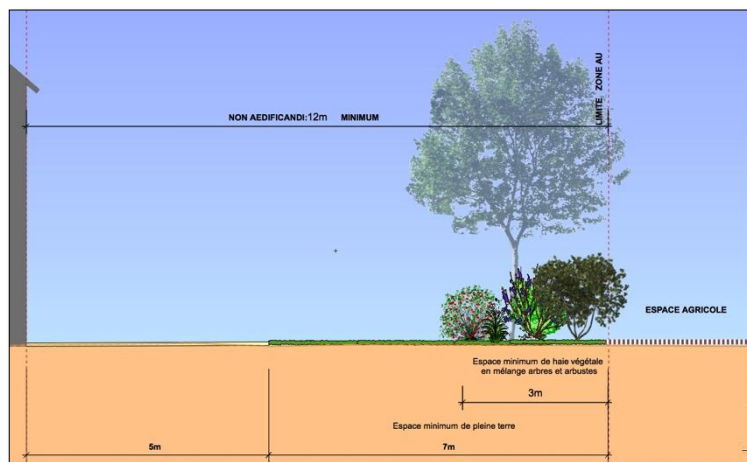 LIMITE ZONE AU
NON AEDIFICANDI:12m MINIMUM
ESPACE AGRICOLE
Espace minimum de haie végétale
en mélange arbres et arbustes
3m
Espace minimum de pleine terre
5m
7m